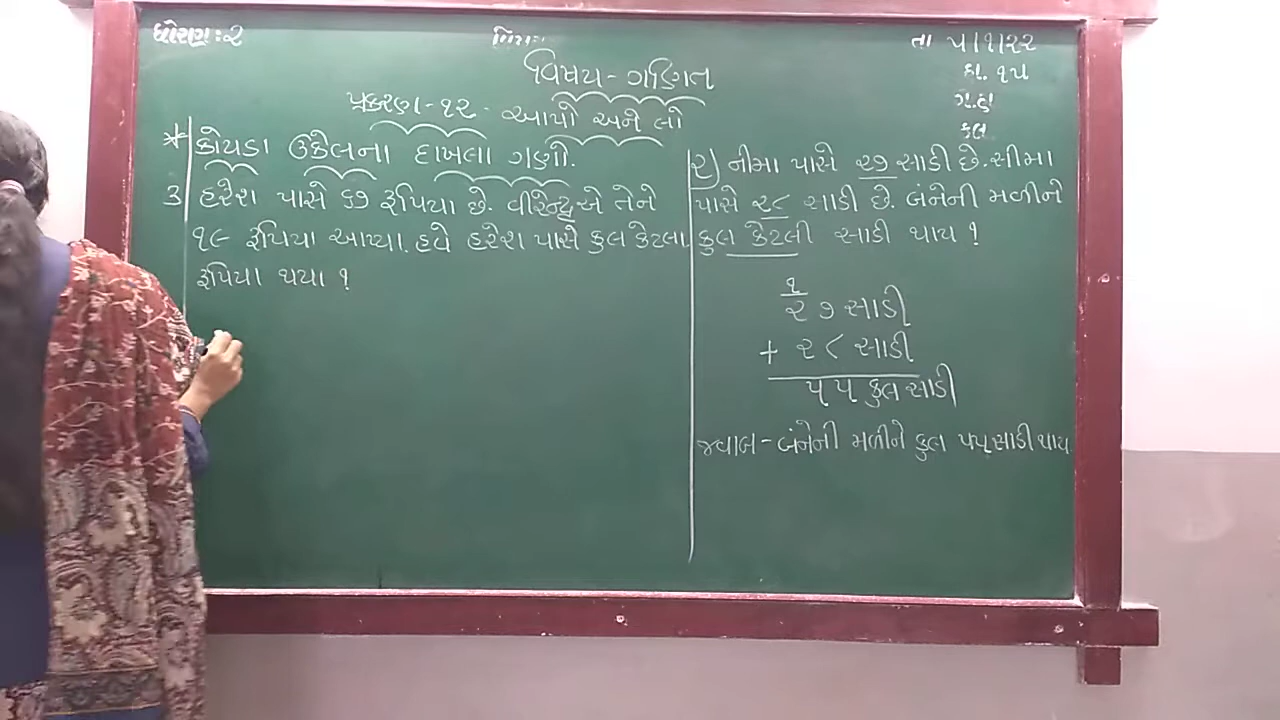 ધોરણ:૨
તા ૫/૧/૨૨
વિષય-ગણિત
કા. ૧૫
પ્રકરણ-૧૨ - આપો અને લો
ગ.હા
* કોયડા ઉકેલના દાખલા ગણો.
૩ હરેશ પાસે ૬૭ રૂપિયા છે. વીરેન્દ્રએ તેને
૧૯ રૂપિયા આપ્યા. હવે હરેશ પાસે કુલ કેટલા
રૂપિયા થયા ?
૨) નીમા પાસે ૨૭ સાડી છે. સીમા
પાસે ૨૮ સાડી છે. બંનેની મળીને
કુલ કેટલી સાડી થાય ?
૧
૨૭ સાડી
+ ૨૮ સાડી
૫૫ કુલ સાડી
જવાબ - બંનેની મળીને કુલ ૫૫ સાડી થાય